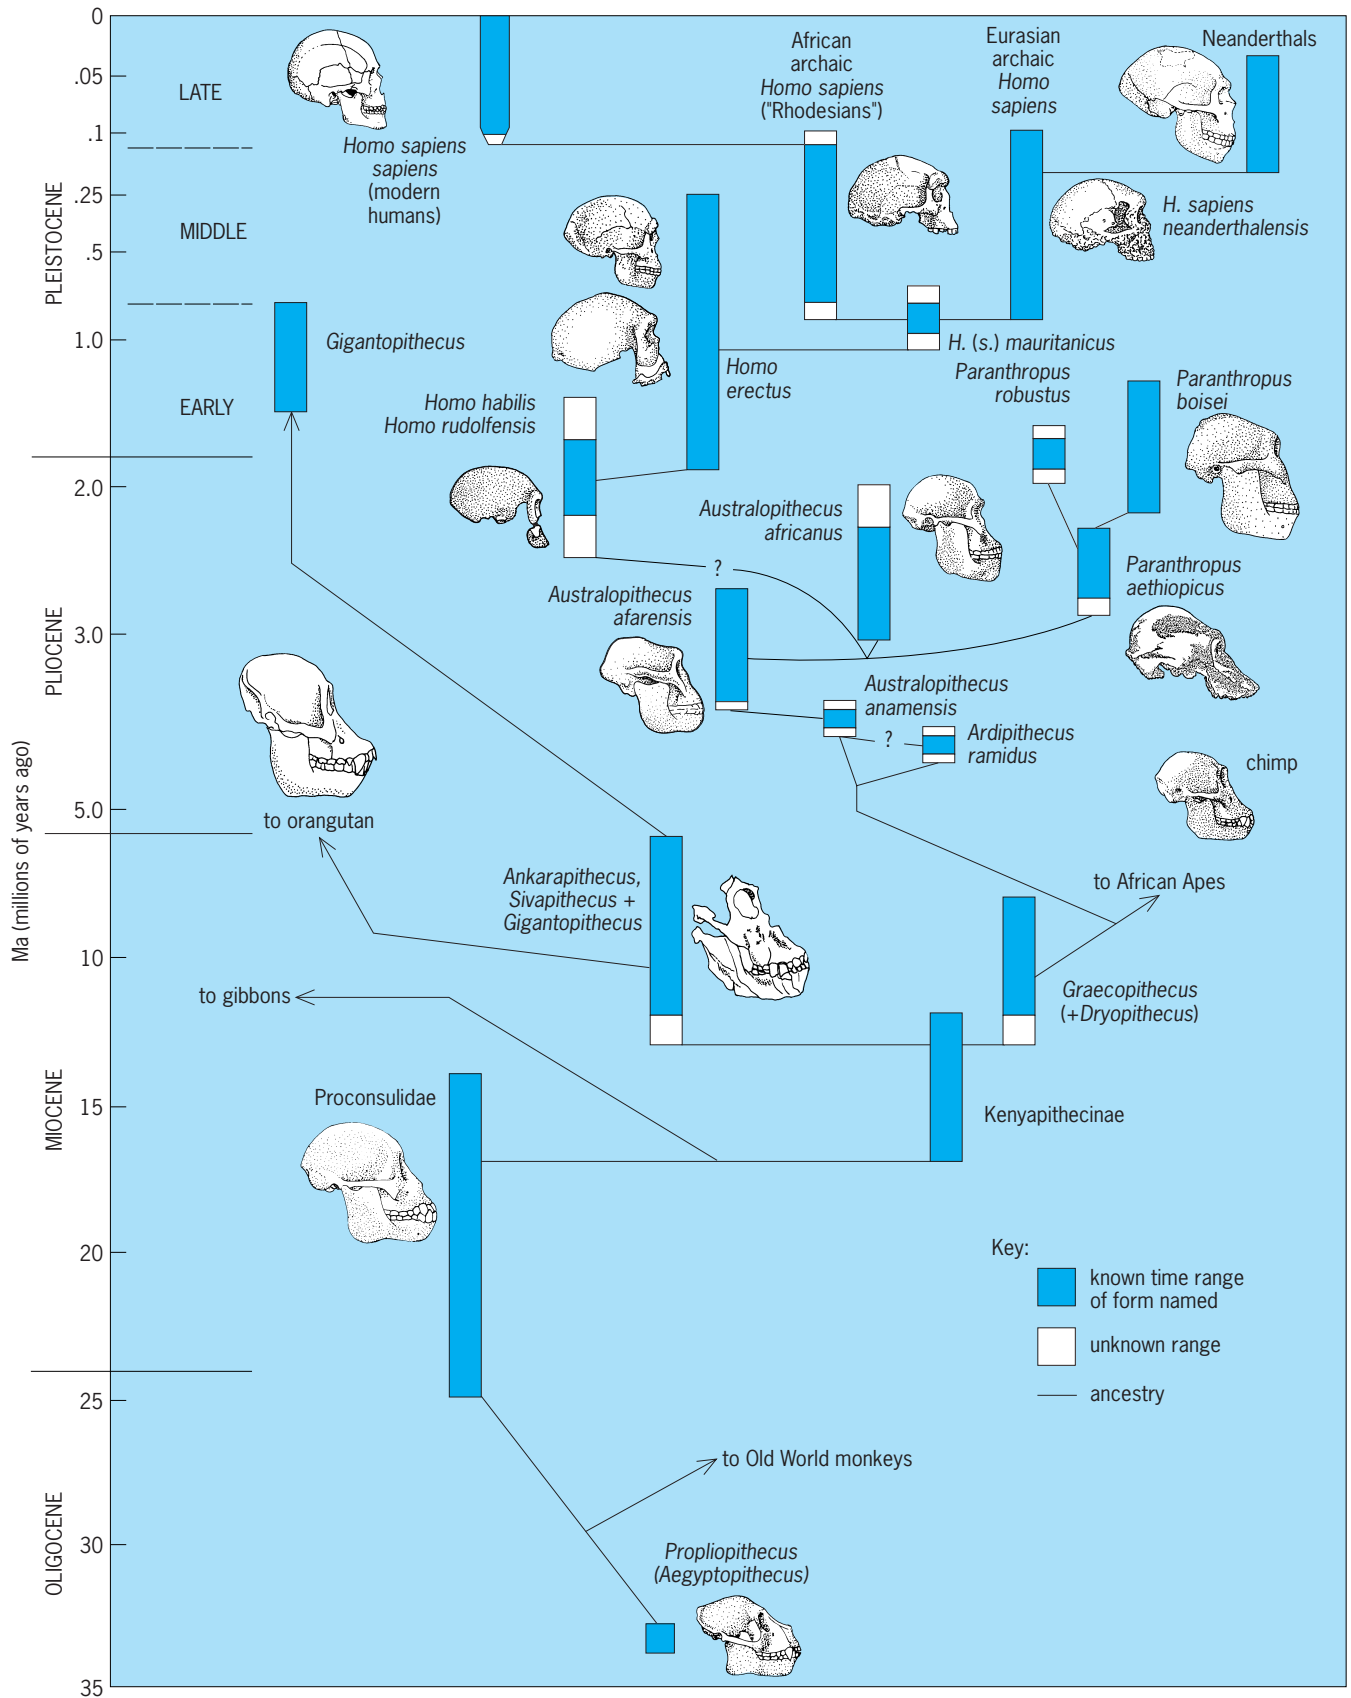 0
.05
.1
.25
.5
1.0
2.0
3.0
5.0
10
15
20
25
30
35
Ma (millions of years ago)
PLEISTOCENE
PLIOCENE
MIOCENE
OLIGOCENE
LATE
MIDDLE
EARLY
Homo sapiens
sapiens
(modern
humans)
African
archaic
Homo sapiens
("Rhodesians")
Eurasian
archaic
Homo
sapiens
Neanderthals
H. sapiens
neanderthalensis
Gigantopithecus
Homo
erectus
H. (s.) mauritanicus
Homo habilis
Homo rudolfensis
Paranthropus
robustus
Paranthropus
boisei
Australopithecus
africanus
?
Paranthropus
aethiopicus
Australopithecus
afarensis
Australopithecus
anamensis
?
Ardipithecus
ramidus
chimp
to orangutan
Ankarapithecus,
Sivapithecus +
Gigantopithecus
to African Apes
Graecopithecus
(+Dryopithecus)
to gibbons
Proconsulidae
Kenyapithecinae
Key:
known time range
of form named
unknown range
ancestry
to Old World monkeys
Propliopithecus
(Aegyptopithecus)